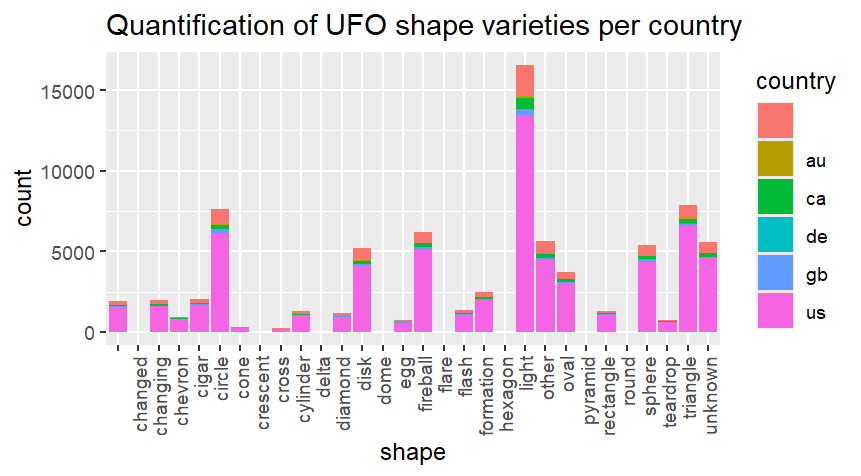 Quantification of UFO shape varieties per country
count
15000
10000
5000
0
changed
changing
chevron
cigar
circle
cone
crescent
cross
cylinder
delta
diamond
disk
dome
egg
fireball
flare
flash
formation
hexagon
light
other
oval
pyramid
rectangle
round
sphere
teardrop
triangle
unknown
shape
country
au
ca
de
gb
us